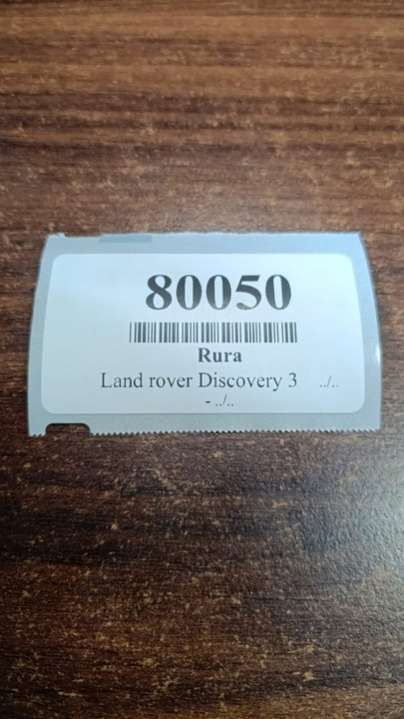 80050
Rura
Land rover Discovery 3 ../..
- ../..